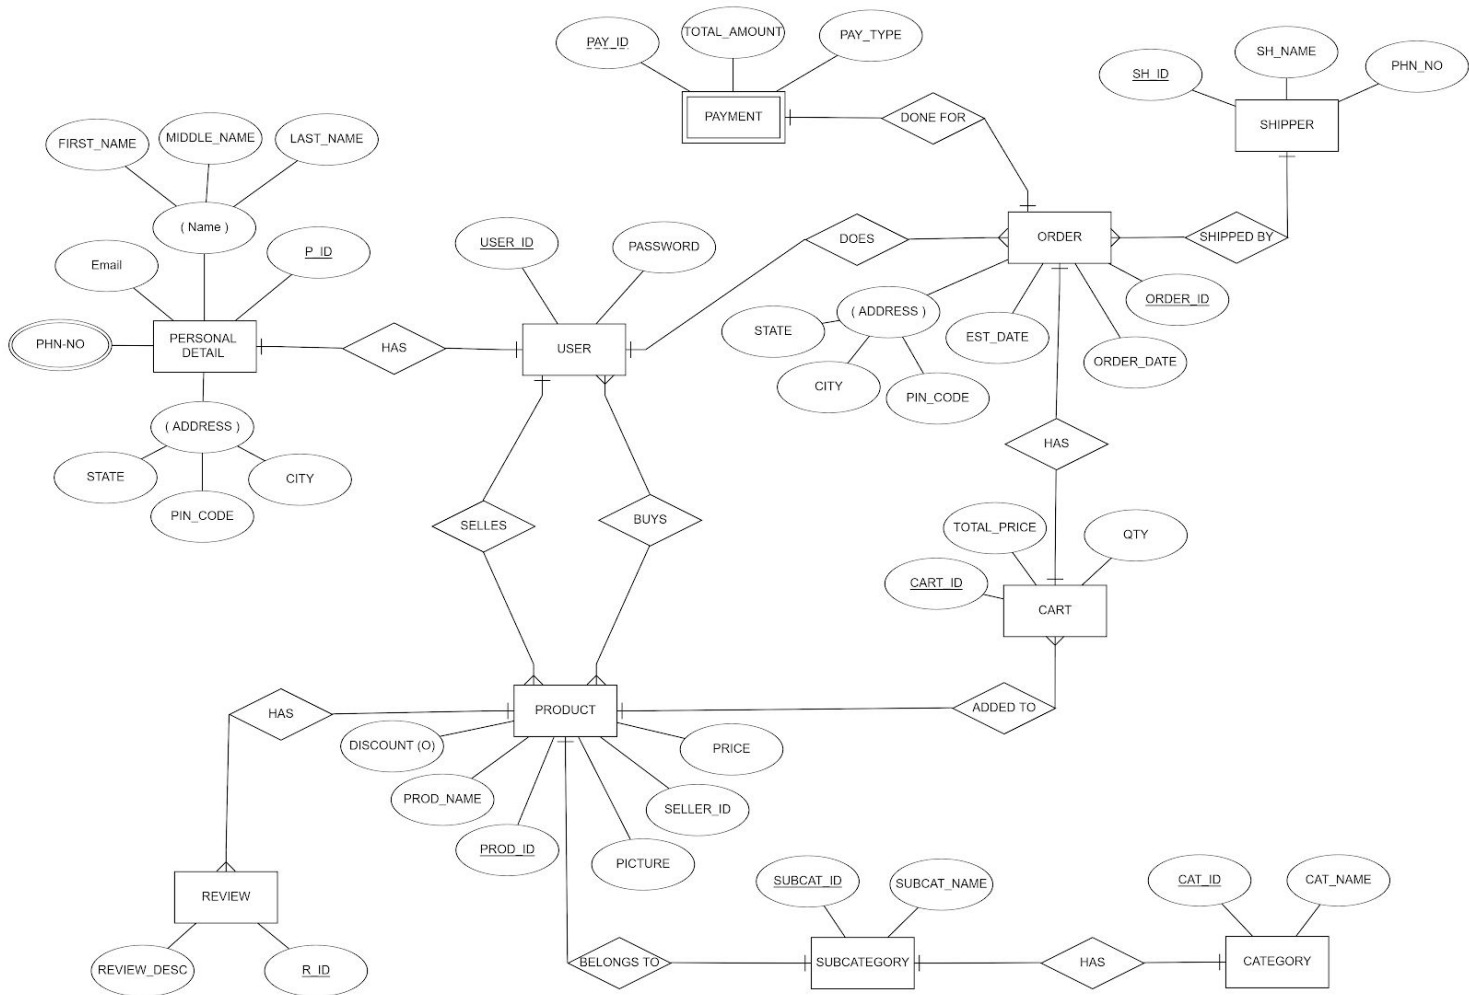 PAY_ID
TOTAL_AMOUNT
PAY_TYPE
SH_ID
SH_NAME
PHN_NO
PAYMENT
DONE FOR
SHIPPER
FIRST_NAME
MIDDLE_NAME
LAST_NAME
( Name )
Email
P_ID
PHN-NO
PERSONAL
DETAIL
HAS
USER_ID
PASSWORD
USER
DOES
ORDER
SHIPPED BY
( ADDRESS )
STATE
CITY
PIN_CODE
EST_DATE
ORDER_DATE
ORDER_ID
( ADDRESS )
STATE
PIN_CODE
CITY
SELLES
BUYS
HAS
TOTAL_PRICE
QTY
CART_ID
CART
HAS
PRODUCT
ADDED TO
DISCOUNT (O)
PROD_NAME
PROD_ID
PICTURE
SELLER_ID
PRICE
REVIEW
REVIEW_DESC
R_ID
SUBCAT_ID
SUBCAT_NAME
CAT_ID
CAT_NAME
BELONGS TO
SUBCATEGORY
HAS
CATEGORY